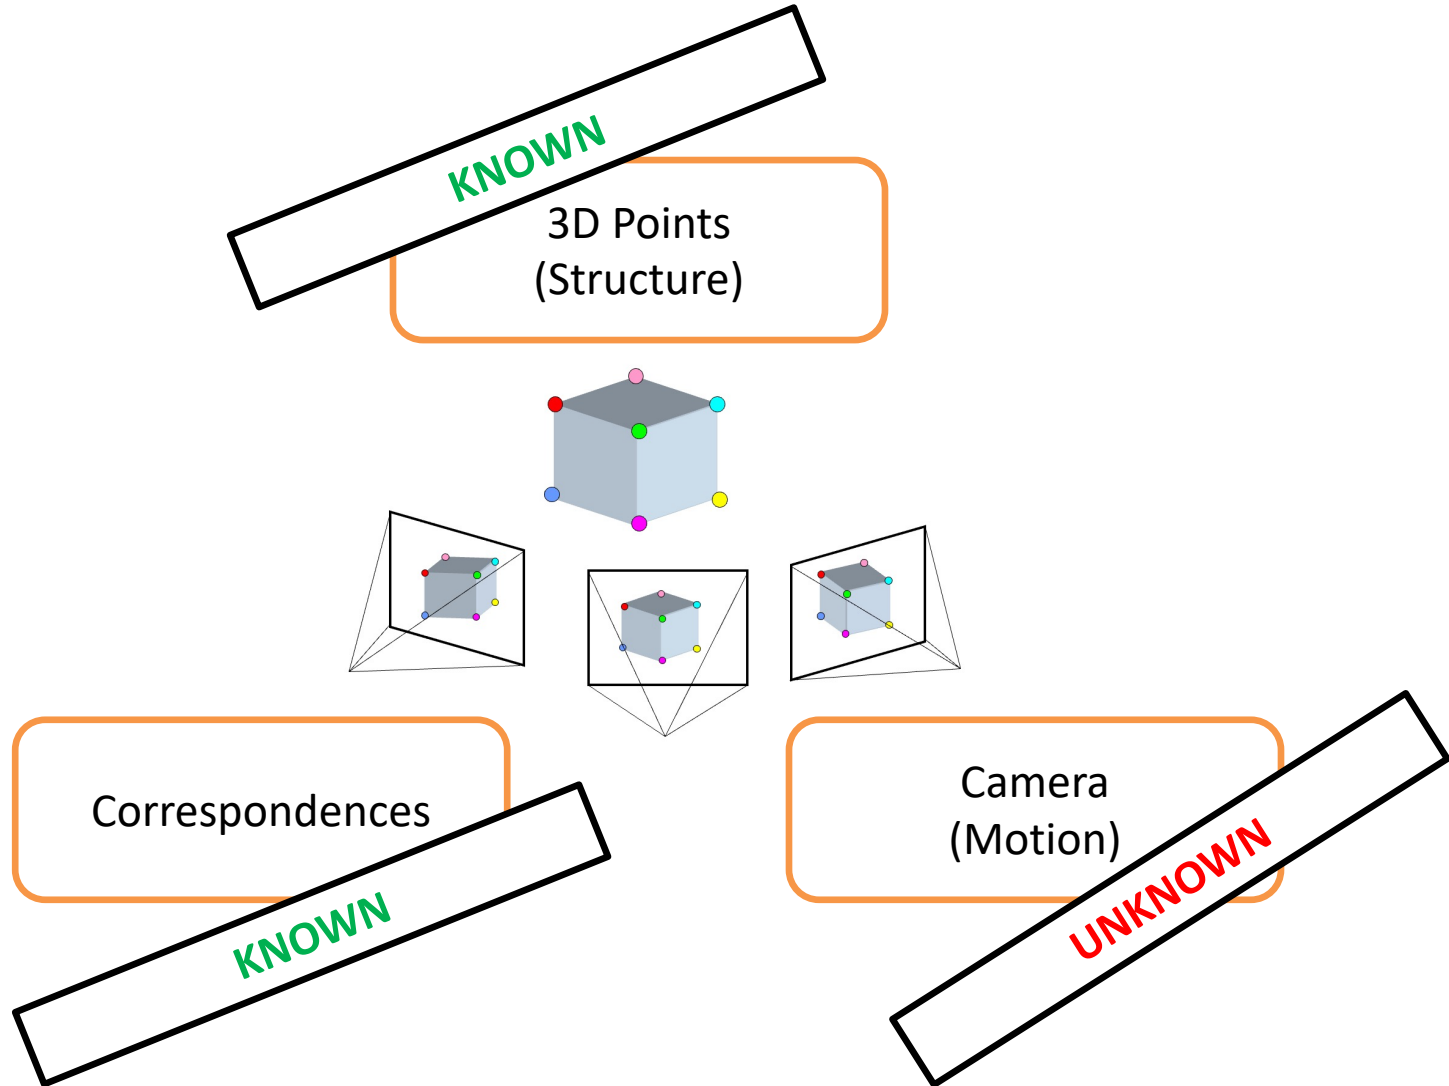 KNOWN
3D Points
(Structure)
Correspondences
KNOWN
Camera
(Motion)
UNKNOWN